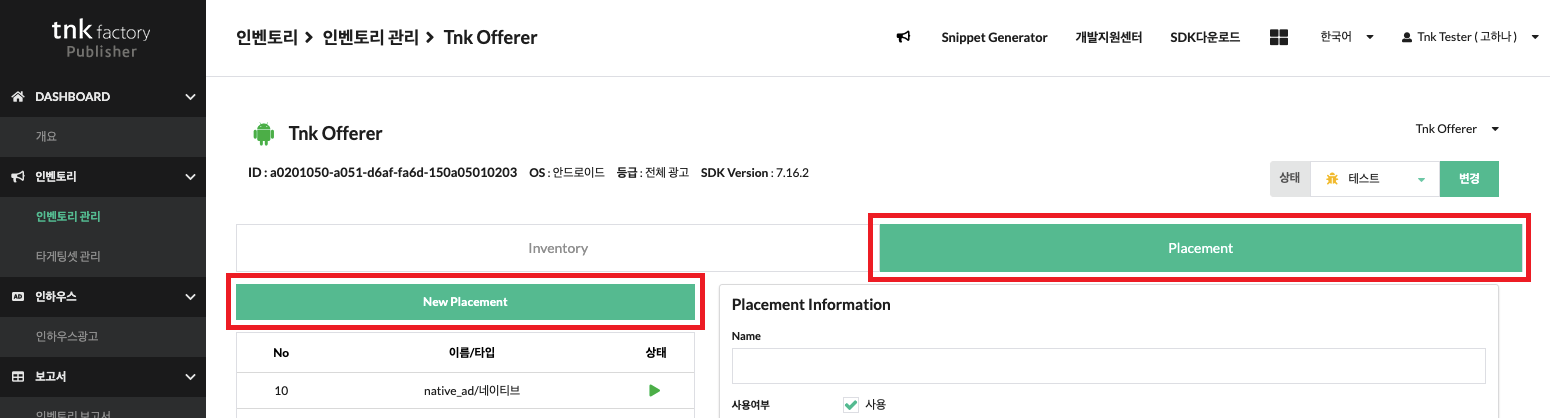 tnk factory
Publisher
인벤토리 > 인벤토리 관리 > Tnk Offerer
Snippet Generator 개발지원센터 SDK다운로드 한국어 Tnk Tester ( 고하나 )
DASHBOARD
개요
인벤토리
인벤토리 관리
타게팅셋 관리
인하우스
인하우스광고
보고서
인벤토리 보고서
Tnk Offerer
Tnk Offerer
ID : a0201050-a051-d6af-fa6d-150a05010203 OS : 안드로이드 등급 : 전체 광고 SDK Version : 7.16.2
상태 테스트 변경
Inventory Placement
New Placement
No 이름/타입 상태
10 native_ad/네이티브
Placement Information
Name
사용여부 사용